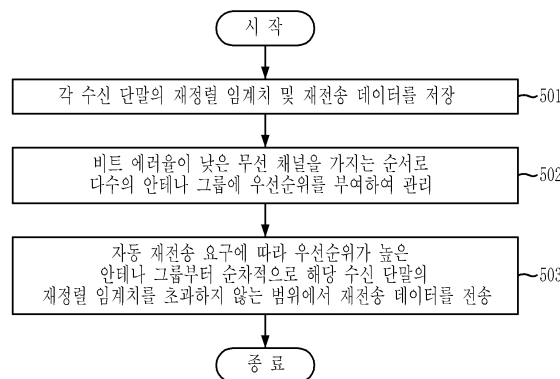 시 작
각 수신 단말의 재정렬 임계치 및 재전송 데이터를 저장
501
비트 에러율이 낮은 무선 채널을 가지는 순서로
다수의 안테나 그룹에 우선순위를 부여하여 관리
502
자동 재전송 요구에 따라 우선순위가 높은
안테나 그룹부터 순차적으로 해당 수신 단말의
재정렬 임계치를 초과하지 않는 범위에서 재전송 데이터를 전송
503
종 료